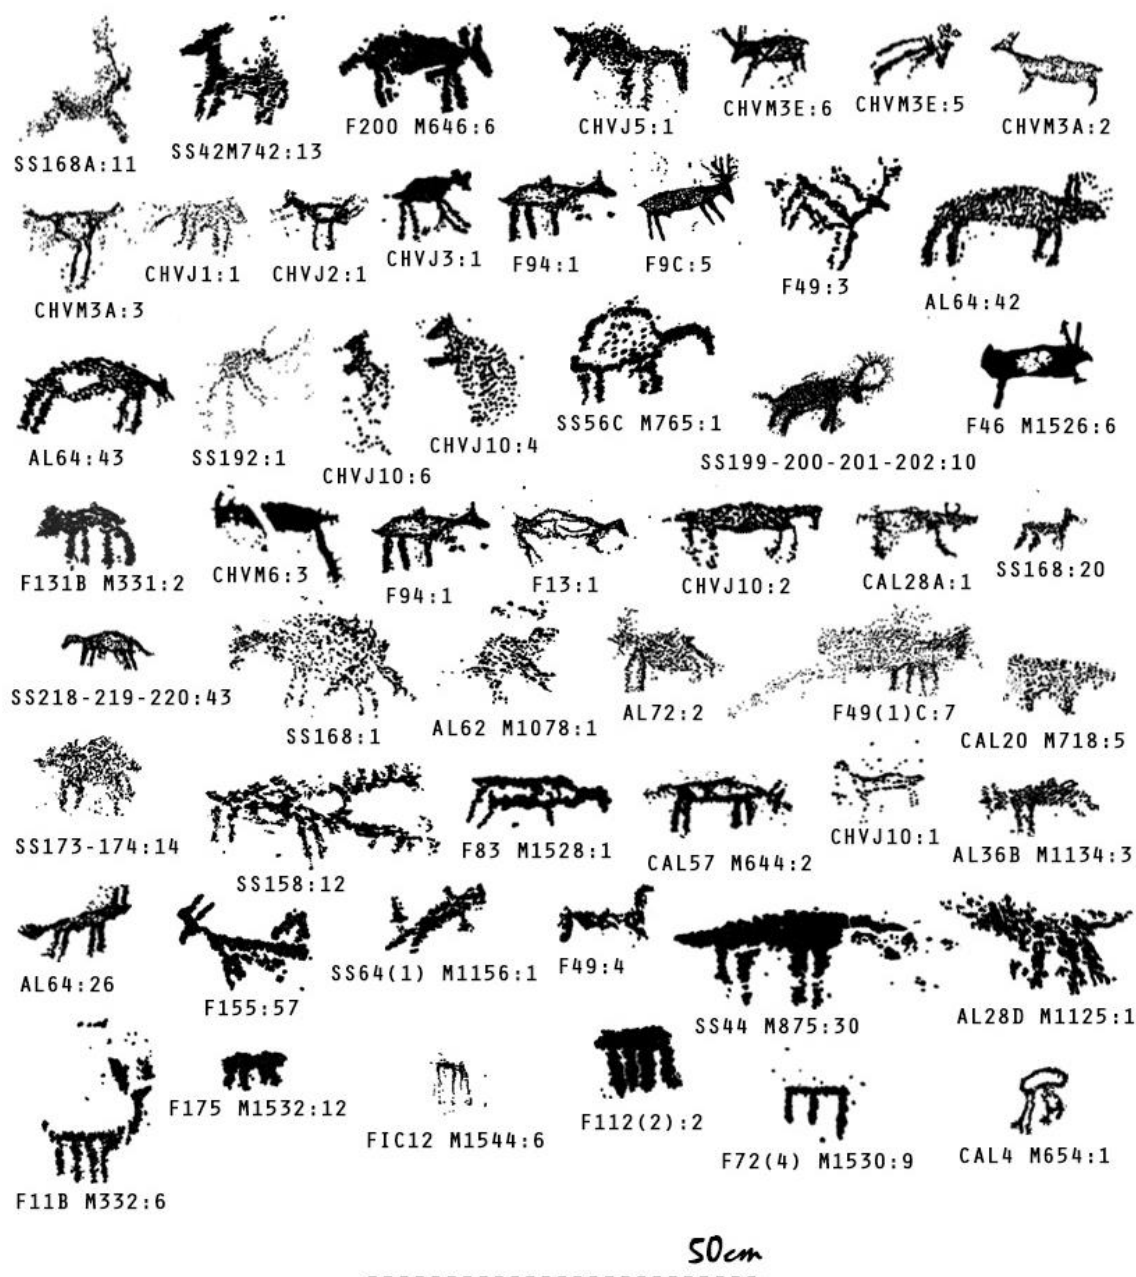 SS168A:11
SS42M742:13
F200 M646:6
CHVJ5:1
CHVM3E:6
CHVM3E:5
CHVM3A:2
CHVM3A:3
CHVJ1:1
CHVJ2:1
CHVJ3:1
F94:1
F9C:5
F49:3
AL64:42
AL64:43
SS192:1
CHVJ10:6
CHVJ10:4
SS56C M765:1
SS199-200-201-202:10
F46 M1526:6
F131B M331:2
CHVM6:3
F94:1
F13:1
CHVJ10:2
CAL28A:1
SS168:20
SS218-219-220:43
SS168:1
AL62 M1078:1
AL72:2
F49(1)C:7
CAL20 M718:5
SS173-174:14
SS158:12
F83 M1528:1
CAL57 M644:2
CHVJ10:1
AL36B M1134:3
AL64:26
F155:57
SS64(1) M1156:1
F49:4
SS44 M875:30
AL28D M1125:1
F11B M332:6
F175 M1532:12
FIC12 M1544:6
F112(2):2
F72(4) M1530:9
CAL4 M654:1
50cm